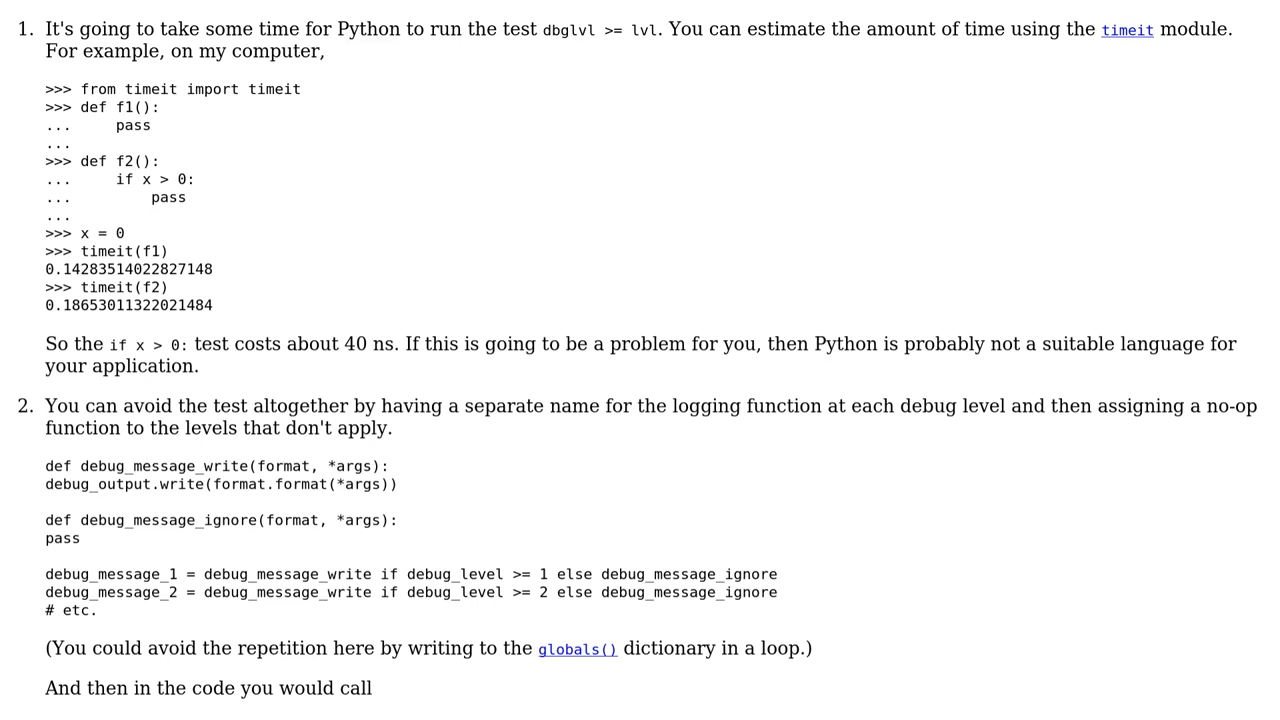 1. It's going to take some time for Python to run the test dbglvl >= lvl. You can estimate the amount of time using the timeit module.
For example, on my computer,
>>> from timeit import timeit
>>> def f1():
...     pass
...
>>> def f2():
...     if x > 0:
...         pass
...
>>> x = 0
>>> timeit(f1)
0.14283514022827148
>>> timeit(f2)
0.18653011322021484
So the if x > 0: test costs about 40 ns. If this is going to be a problem for you, then Python is probably not a suitable language for
your application.
2. You can avoid the test altogether by having a separate name for the logging function at each debug level and then assigning a no-op
function to the levels that don't apply.
def debug_message_write(format, *args):
debug_output.write(format.format(*args))
def debug_message_ignore(format, *args):
pass
debug_message_1 = debug_message_write if debug_level >= 1 else debug_message_ignore
debug_message_2 = debug_message_write if debug_level >= 2 else debug_message_ignore
# etc.
(You could avoid the repetition here by writing to the globals() dictionary in a loop.)
And then in the code you would call